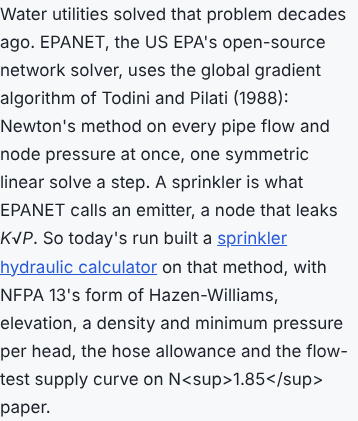 Water utilities solved that problem decades
ago. EPANET, the US EPA's open-source
network solver, uses the global gradient
algorithm of Todini and Pilati (1988):
Newton's method on every pipe flow and
node pressure at once, one symmetric
linear solve a step. A sprinkler is what
EPANET calls an emitter, a node that leaks
K√P. So today's run built a sprinkler
hydraulic calculator on that method, with
NFPA 13's form of Hazen-Williams,
elevation, a density and minimum pressure
per head, the hose allowance and the flow-
test supply curve on N<sup>1.85</sup>
paper.